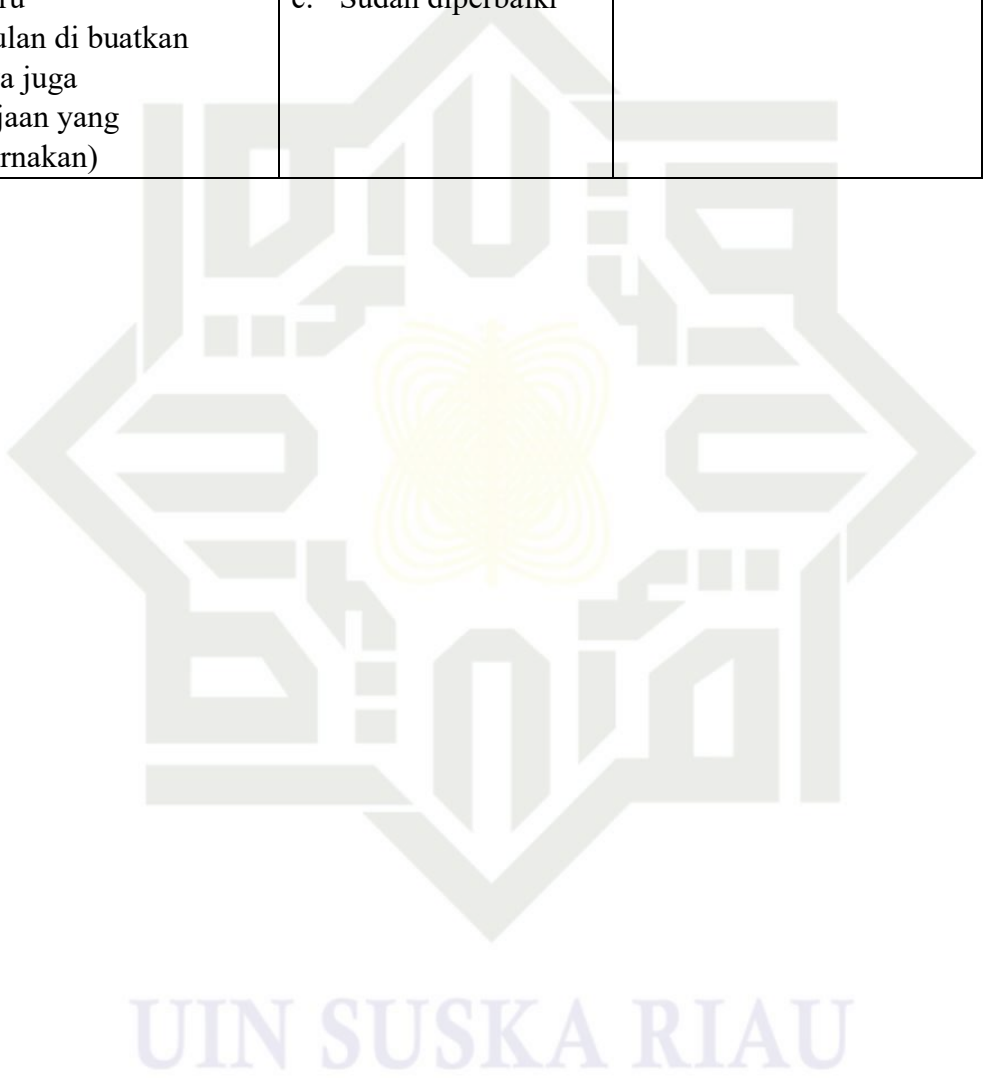 c. Sudah diperbaiki
ulan di buatkan
a juga
jaan yang
rnakan)
UIN SUSKA RIAU